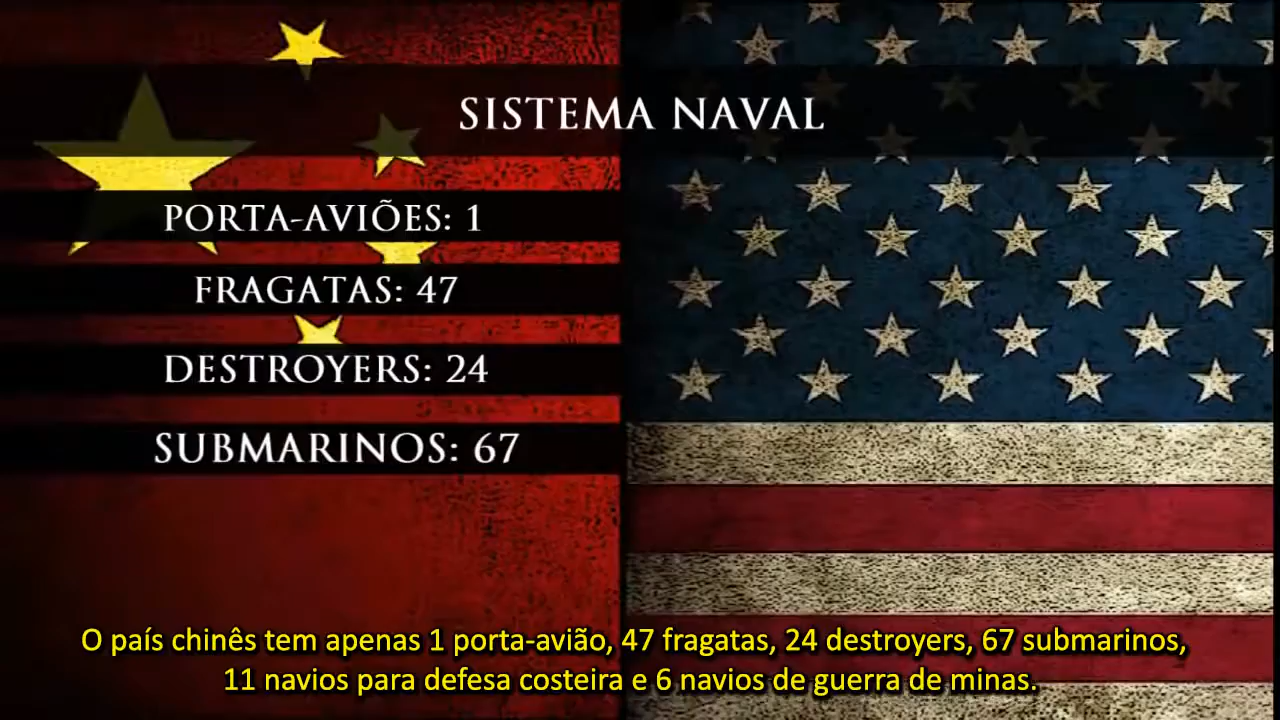 SISTEMA NAVAL
PORTA-AVIÕES: 1
FRAGATAS: 47
DESTROYERS: 24
SUBMARINOS: 67
O país chinês tem apenas 1 porta-avião, 47 fragatas, 24 destroyers, 67 submarinos,
11 navios para defesa costeira e 6 navios de guerra de minas.